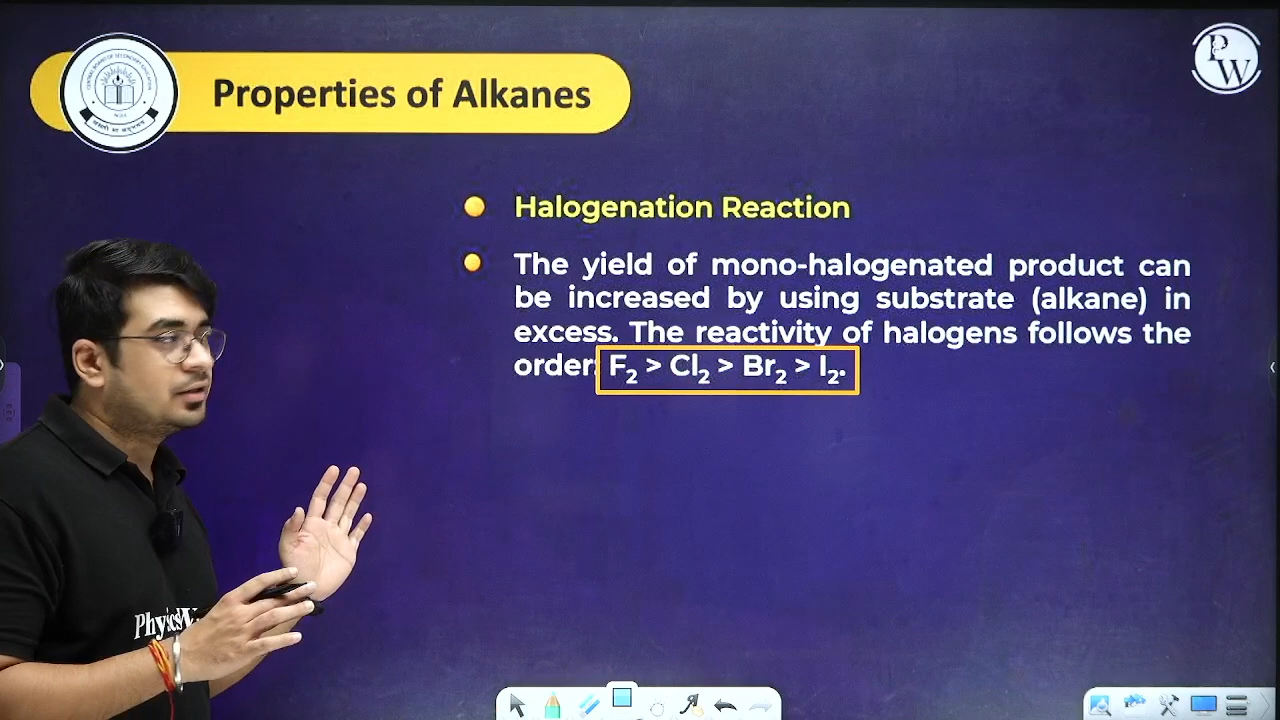 Properties of Alkanes
PW
Halogenation Reaction
The yield of mono-halogenated product can
be increased by using substrate (alkane) in
excess. The reactivity of halogens follows the
order: F₂ > Cl₂ > Br₂ > I₂.